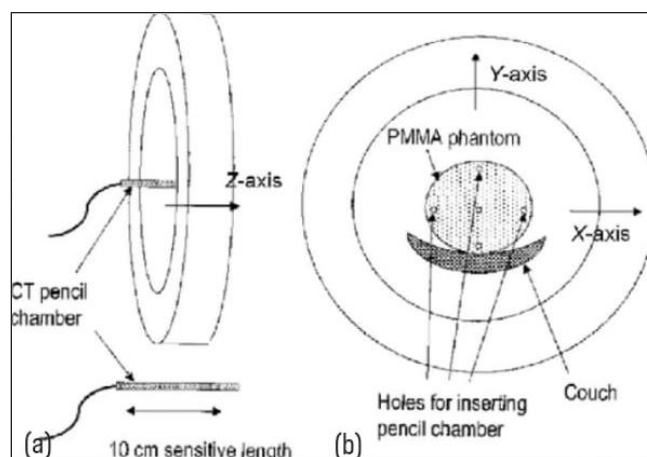 Z-axis
CT pencil
chamber
(a)
10 cm sensitive length
Y-axis
PMMA phantom
X-axis
Couch
Holes for inserting
pencil chamber
(b)